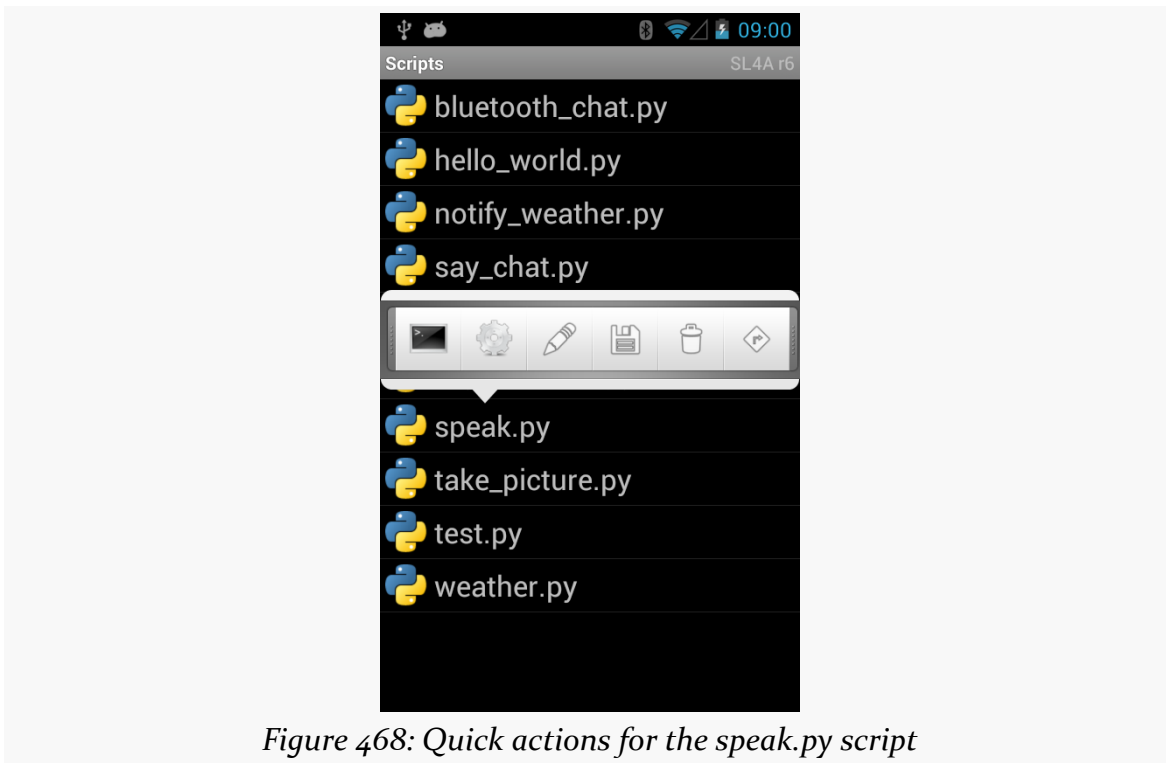 09:00
Scripts SL4A r6
bluetooth_chat.py
hello_world.py
notify_weather.py
say_chat.py
>_
speak.py
take_picture.py
test.py
weather.py
Figure 468: Quick actions for the speak.py script